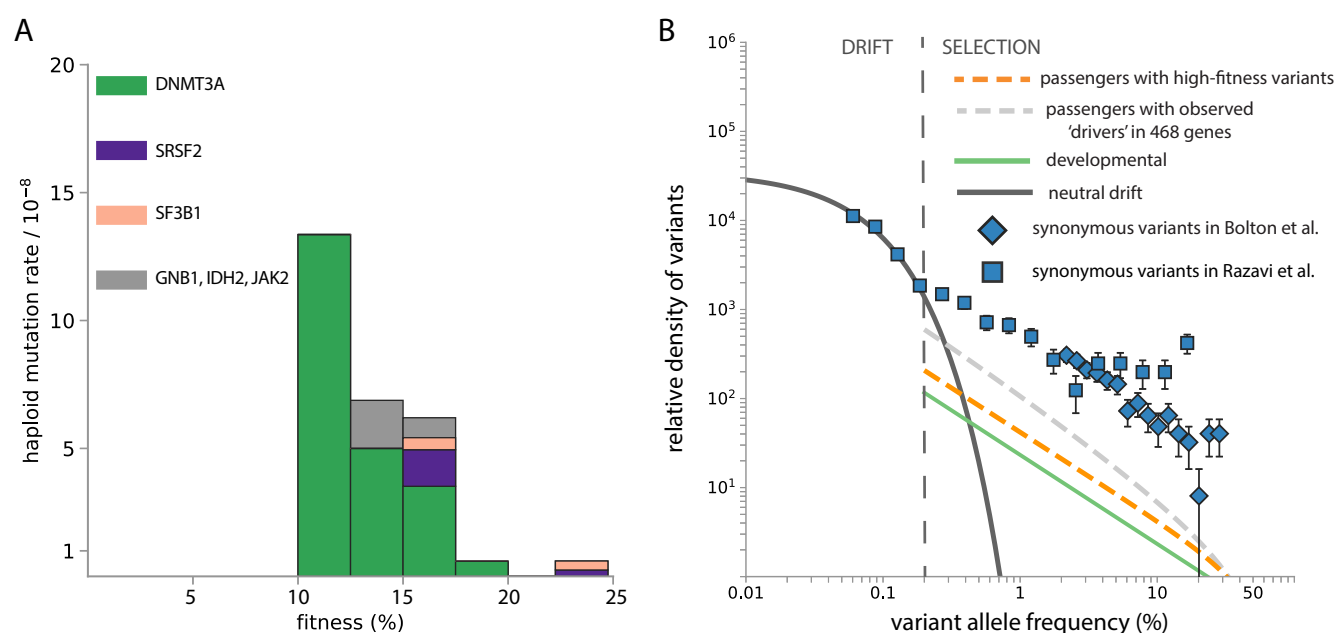 A
haploid mutation rate / 10⁻⁸
20
15
10
5
1
DNMT3A
SRSF2
SF3B1
GNB1, IDH2, JAK2
5
10
15
20
25
fitness (%)
B
relative density of variants
10⁶
10⁵
10⁴
10³
10²
10¹
DRIFT
SELECTION
passengers with high-fitness variants
passengers with observed
'drivers' in 468 genes
developmental
neutral drift
synonymous variants in Bolton et al.
synonymous variants in Razavi et al.
0.01
0.1
1
10
50
variant allele frequency (%)